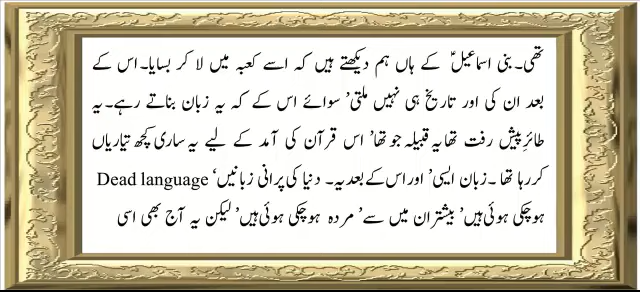 تھی۔ بنی اسماعیلؑ کے ہاں ہم دیکھتے ہیں کہ اسے کعبہ میں لا کر بسایا۔ اس کے
بعد ان کی اور تاریخ ہی نہیں ملتی’ سوائے اس کے کہ یہ زبان بناتے رہے۔ یہ
طائرِ پیش رفت تھا یہ قبیلہ جو تھا’ اس قرآن کی آمد کے لیے یہ ساری کچھ تیاریاں
کر رہا تھا ۔ زبان ایسی’ اور اس کے بعد یہ۔ دنیا کی پرانی زبانیں‘ Dead language
ہوچکی ہوئی ہیں’ بیشتر ان میں سے’ مردہ ہوچکی ہوئی ہیں’ لیکن یہ آج بھی اسی